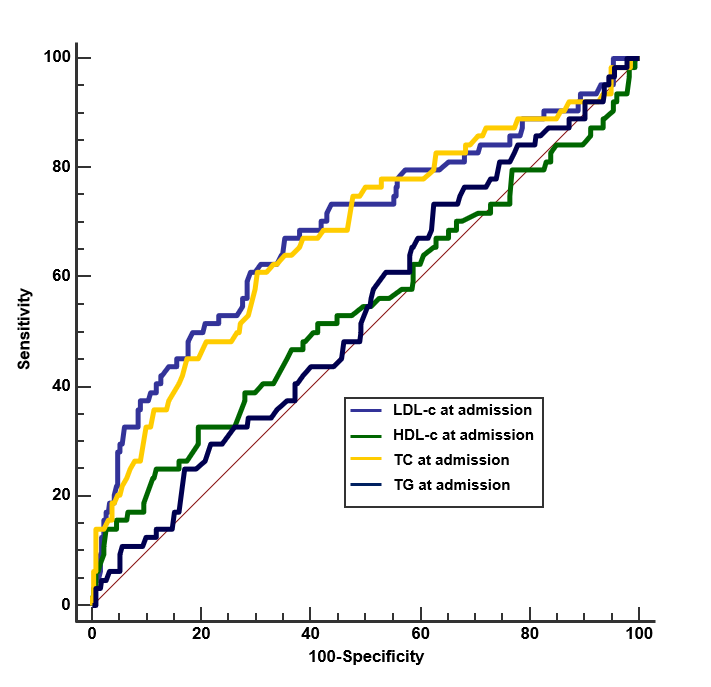 100
80
60
40
20
0
Sensitivity
LDL-c at admission
HDL-c at admission
TC at admission
TG at admission
0 20 40 60 80 100
100-Specificity